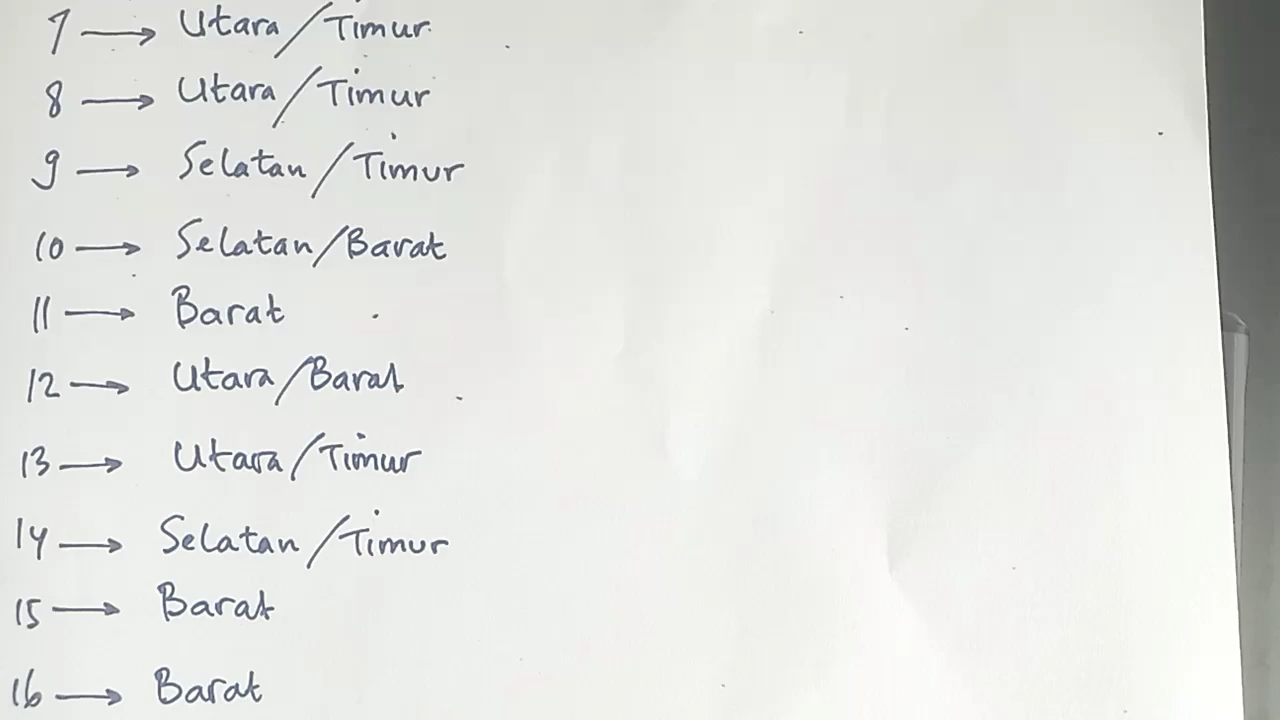 7 → Utara/Timur
8 → Utara/Timur
9 → Selatan/Timur
10 → Selatan/Barat
11 → Barat
12 → Utara/Barat
13 → Utara/Timur
14 → Selatan/Timur
15 → Barat
16 → Barat